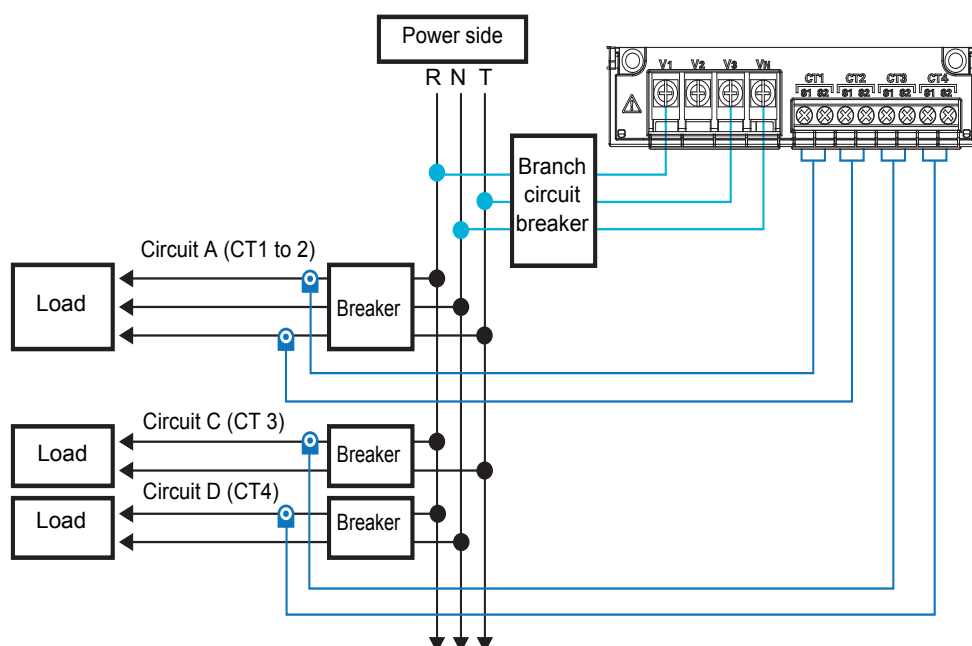 Power side
R N T
V1 V2 V3 VN
CT1 CT2 CT3 CT4
S1 S2 S1 S2 S1 S2 S1 S2
Branch
circuit
breaker
Circuit A (CT1 to 2)
Load
Breaker
Circuit C (CT 3)
Load
Breaker
Circuit D (CT4)
Load
Breaker